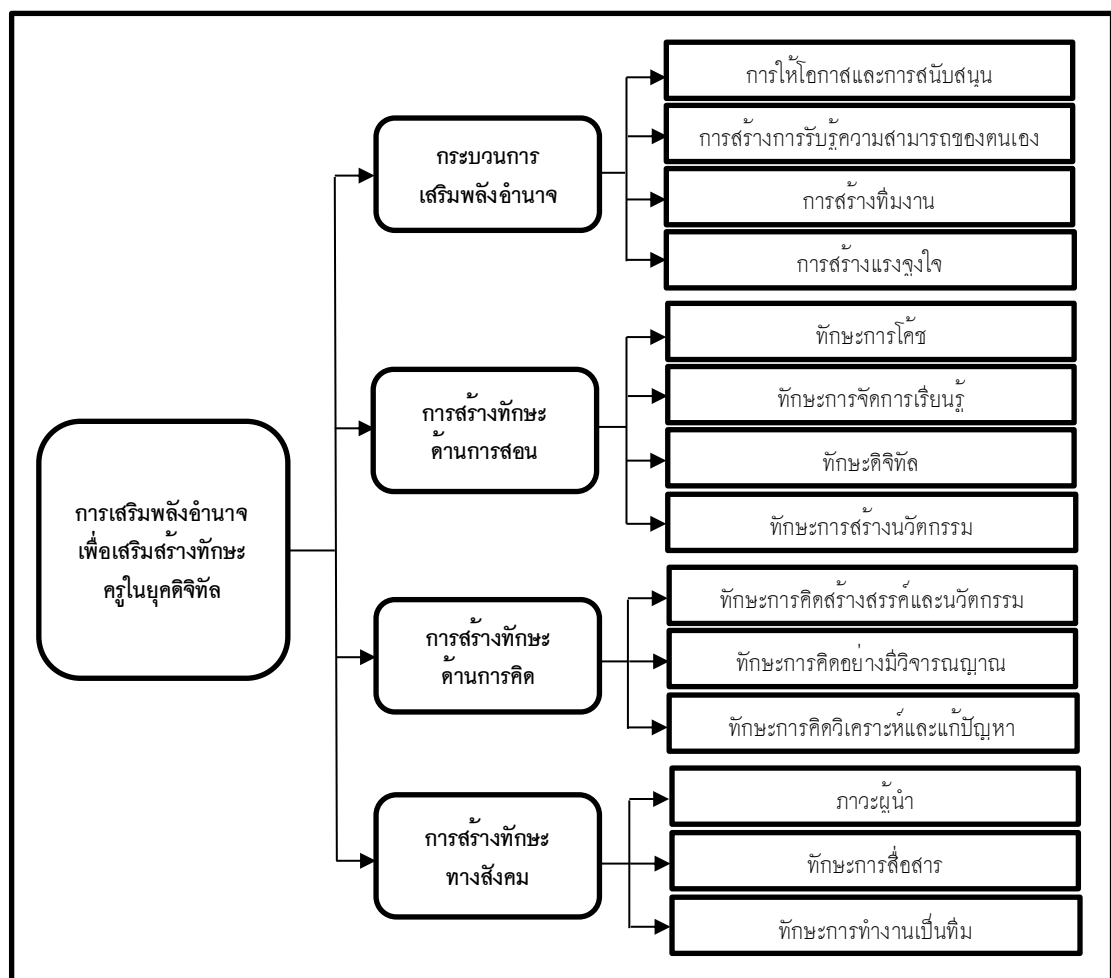 การเสริมพลังอำนาจ
เพื่อเสริมสร้างทักษะ
ครูในยุคดิจิทัล
กระบวนการ
เสริมพลังอำนาจ
การให้โอกาสและการสนับสนุน
การสร้างการรับรู้ความสามารถของตนเอง
การสร้างทีมงาน
การสร้างแรงจูงใจ
การสร้างทักษะ
ด้านการสอน
ทักษะการโค้ช
ทักษะการจัดการเรียนรู้
ทักษะดิจิทัล
ทักษะการสร้างนวัตกรรม
การสร้างทักษะ
ด้านการคิด
ทักษะการคิดสร้างสรรค์และนวัตกรรม
ทักษะการคิดอย่างมีวิจารณญาณ
ทักษะการคิดวิเคราะห์และแก้ปัญหา
การสร้างทักษะ
ทางสังคม
ภาวะผู้นำ
ทักษะการสื่อสาร
ทักษะการทำงานเป็นทีม